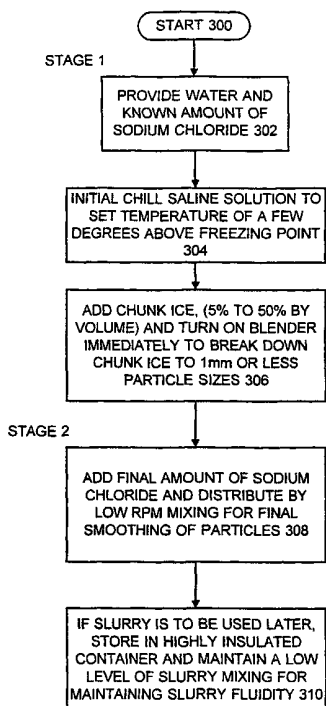 START 300
STAGE 1
PROVIDE WATER AND
KNOWN AMOUNT OF
SODIUM CHLORIDE 302
INITIAL CHILL SALINE SOLUTION TO
SET TEMPERATURE OF A FEW
DEGREES ABOVE FREEZING POINT
304
ADD CHUNK ICE, (5% TO 50% BY
VOLUME) AND TURN ON BLENDER
IMMEDIATELY TO BREAK DOWN
CHUNK ICE TO 1mm OR LESS
PARTICLE SIZES 306
STAGE 2
ADD FINAL AMOUNT OF SODIUM
CHLORIDE AND DISTRIBUTE BY
LOW RPM MIXING FOR FINAL
SMOOTHING OF PARTICLES 308
IF SLURRY IS TO BE USED LATER,
STORE IN HIGHLY INSULATED
CONTAINER AND MAINTAIN A LOW
LEVEL OF SLURRY MIXING FOR
MAINTAINING SLURRY FLUIDITY 310